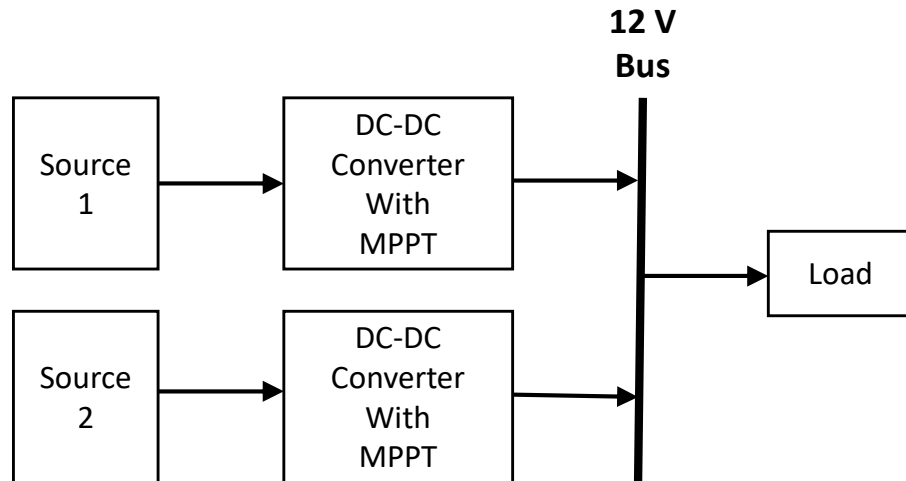 12 V
Bus
Source
1
DC-DC
Converter
With
MPPT
Load
Source
2
DC-DC
Converter
With
MPPT